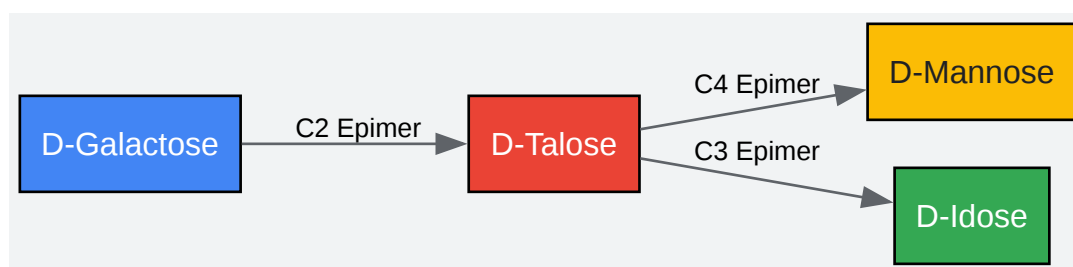 D-Galactose
C2 Epimer
D-Talose
C4 Epimer
D-Mannose
C3 Epimer
D-Idose